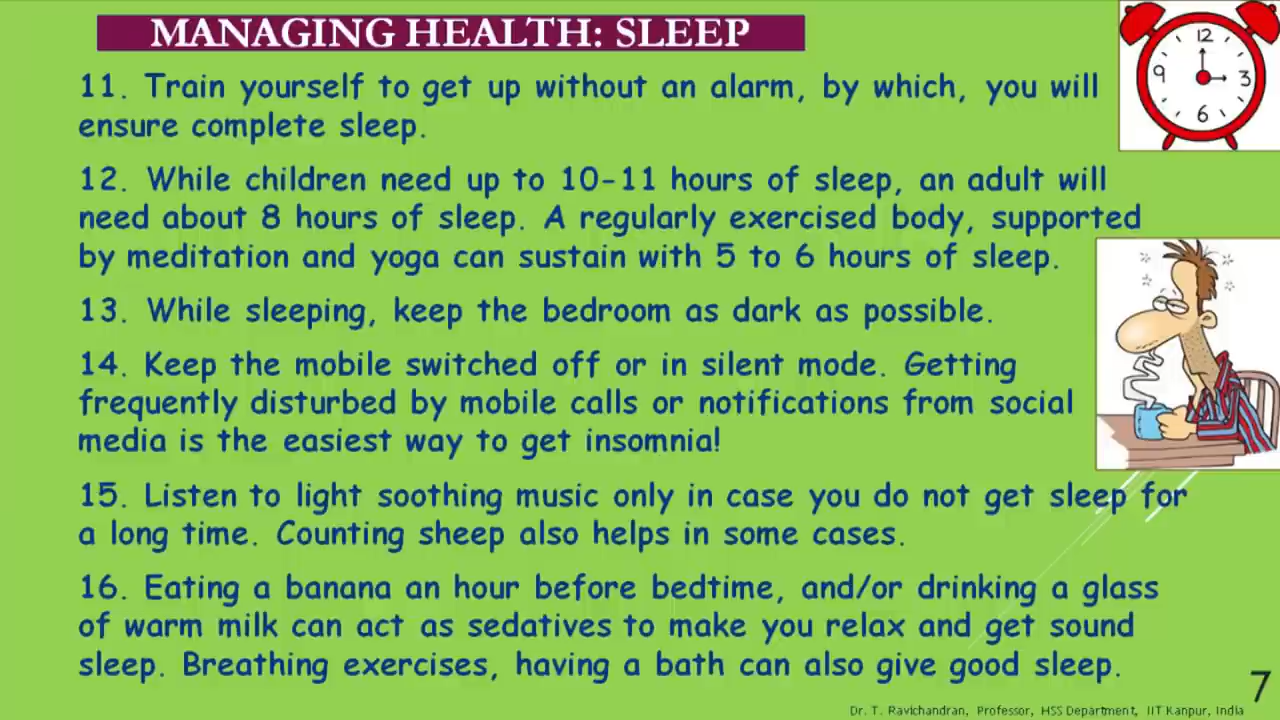 MANAGING HEALTH: SLEEP
11. Train yourself to get up without an alarm, by which, you will
ensure complete sleep.
12. While children need up to 10-11 hours of sleep, an adult will
need about 8 hours of sleep. A regularly exercised body, supported
by meditation and yoga can sustain with 5 to 6 hours of sleep.
13. While sleeping, keep the bedroom as dark as possible.
14. Keep the mobile switched off or in silent mode. Getting
frequently disturbed by mobile calls or notifications from social
media is the easiest way to get insomnia!
15. Listen to light soothing music only in case you do not get sleep for
a long time. Counting sheep also helps in some cases.
16. Eating a banana an hour before bedtime, and/or drinking a glass
of warm milk can act as sedatives to make you relax and get sound
sleep. Breathing exercises, having a bath can also give good sleep.
12
9
3
6
7
Dr. T. Ravichandran, Professor, HSS Department, IIT Kanpur, India